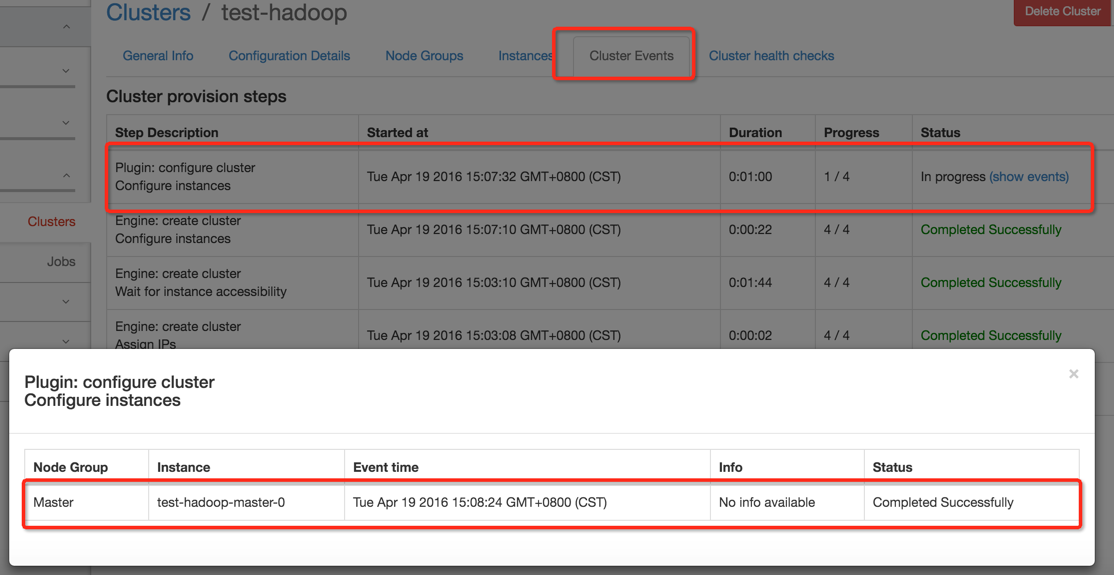 Clusters / test-hadoop
Delete Cluster
General Info Configuration Details Node Groups Instances Cluster Events Cluster health checks
Cluster provision steps
Step Description Started at Duration Progress Status
Plugin: configure cluster
Configure instances
Tue Apr 19 2016 15:07:32 GMT+0800 (CST) 0:01:00 1 / 4 In progress (show events)
Engine: create cluster
Configure instances
Tue Apr 19 2016 15:07:10 GMT+0800 (CST) 0:00:22 4 / 4 Completed Successfully
Clusters
Jobs
Engine: create cluster
Wait for instance accessibility
Tue Apr 19 2016 15:03:10 GMT+0800 (CST) 0:01:44 4 / 4 Completed Successfully
Engine: create cluster
Assign IPs
Tue Apr 19 2016 15:03:08 GMT+0800 (CST) 0:00:02 4 / 4 Completed Successfully
Plugin: configure cluster
Configure instances
×
Node Group Instance Event time Info Status
Master test-hadoop-master-0 Tue Apr 19 2016 15:08:24 GMT+0800 (CST) No info available Completed Successfully